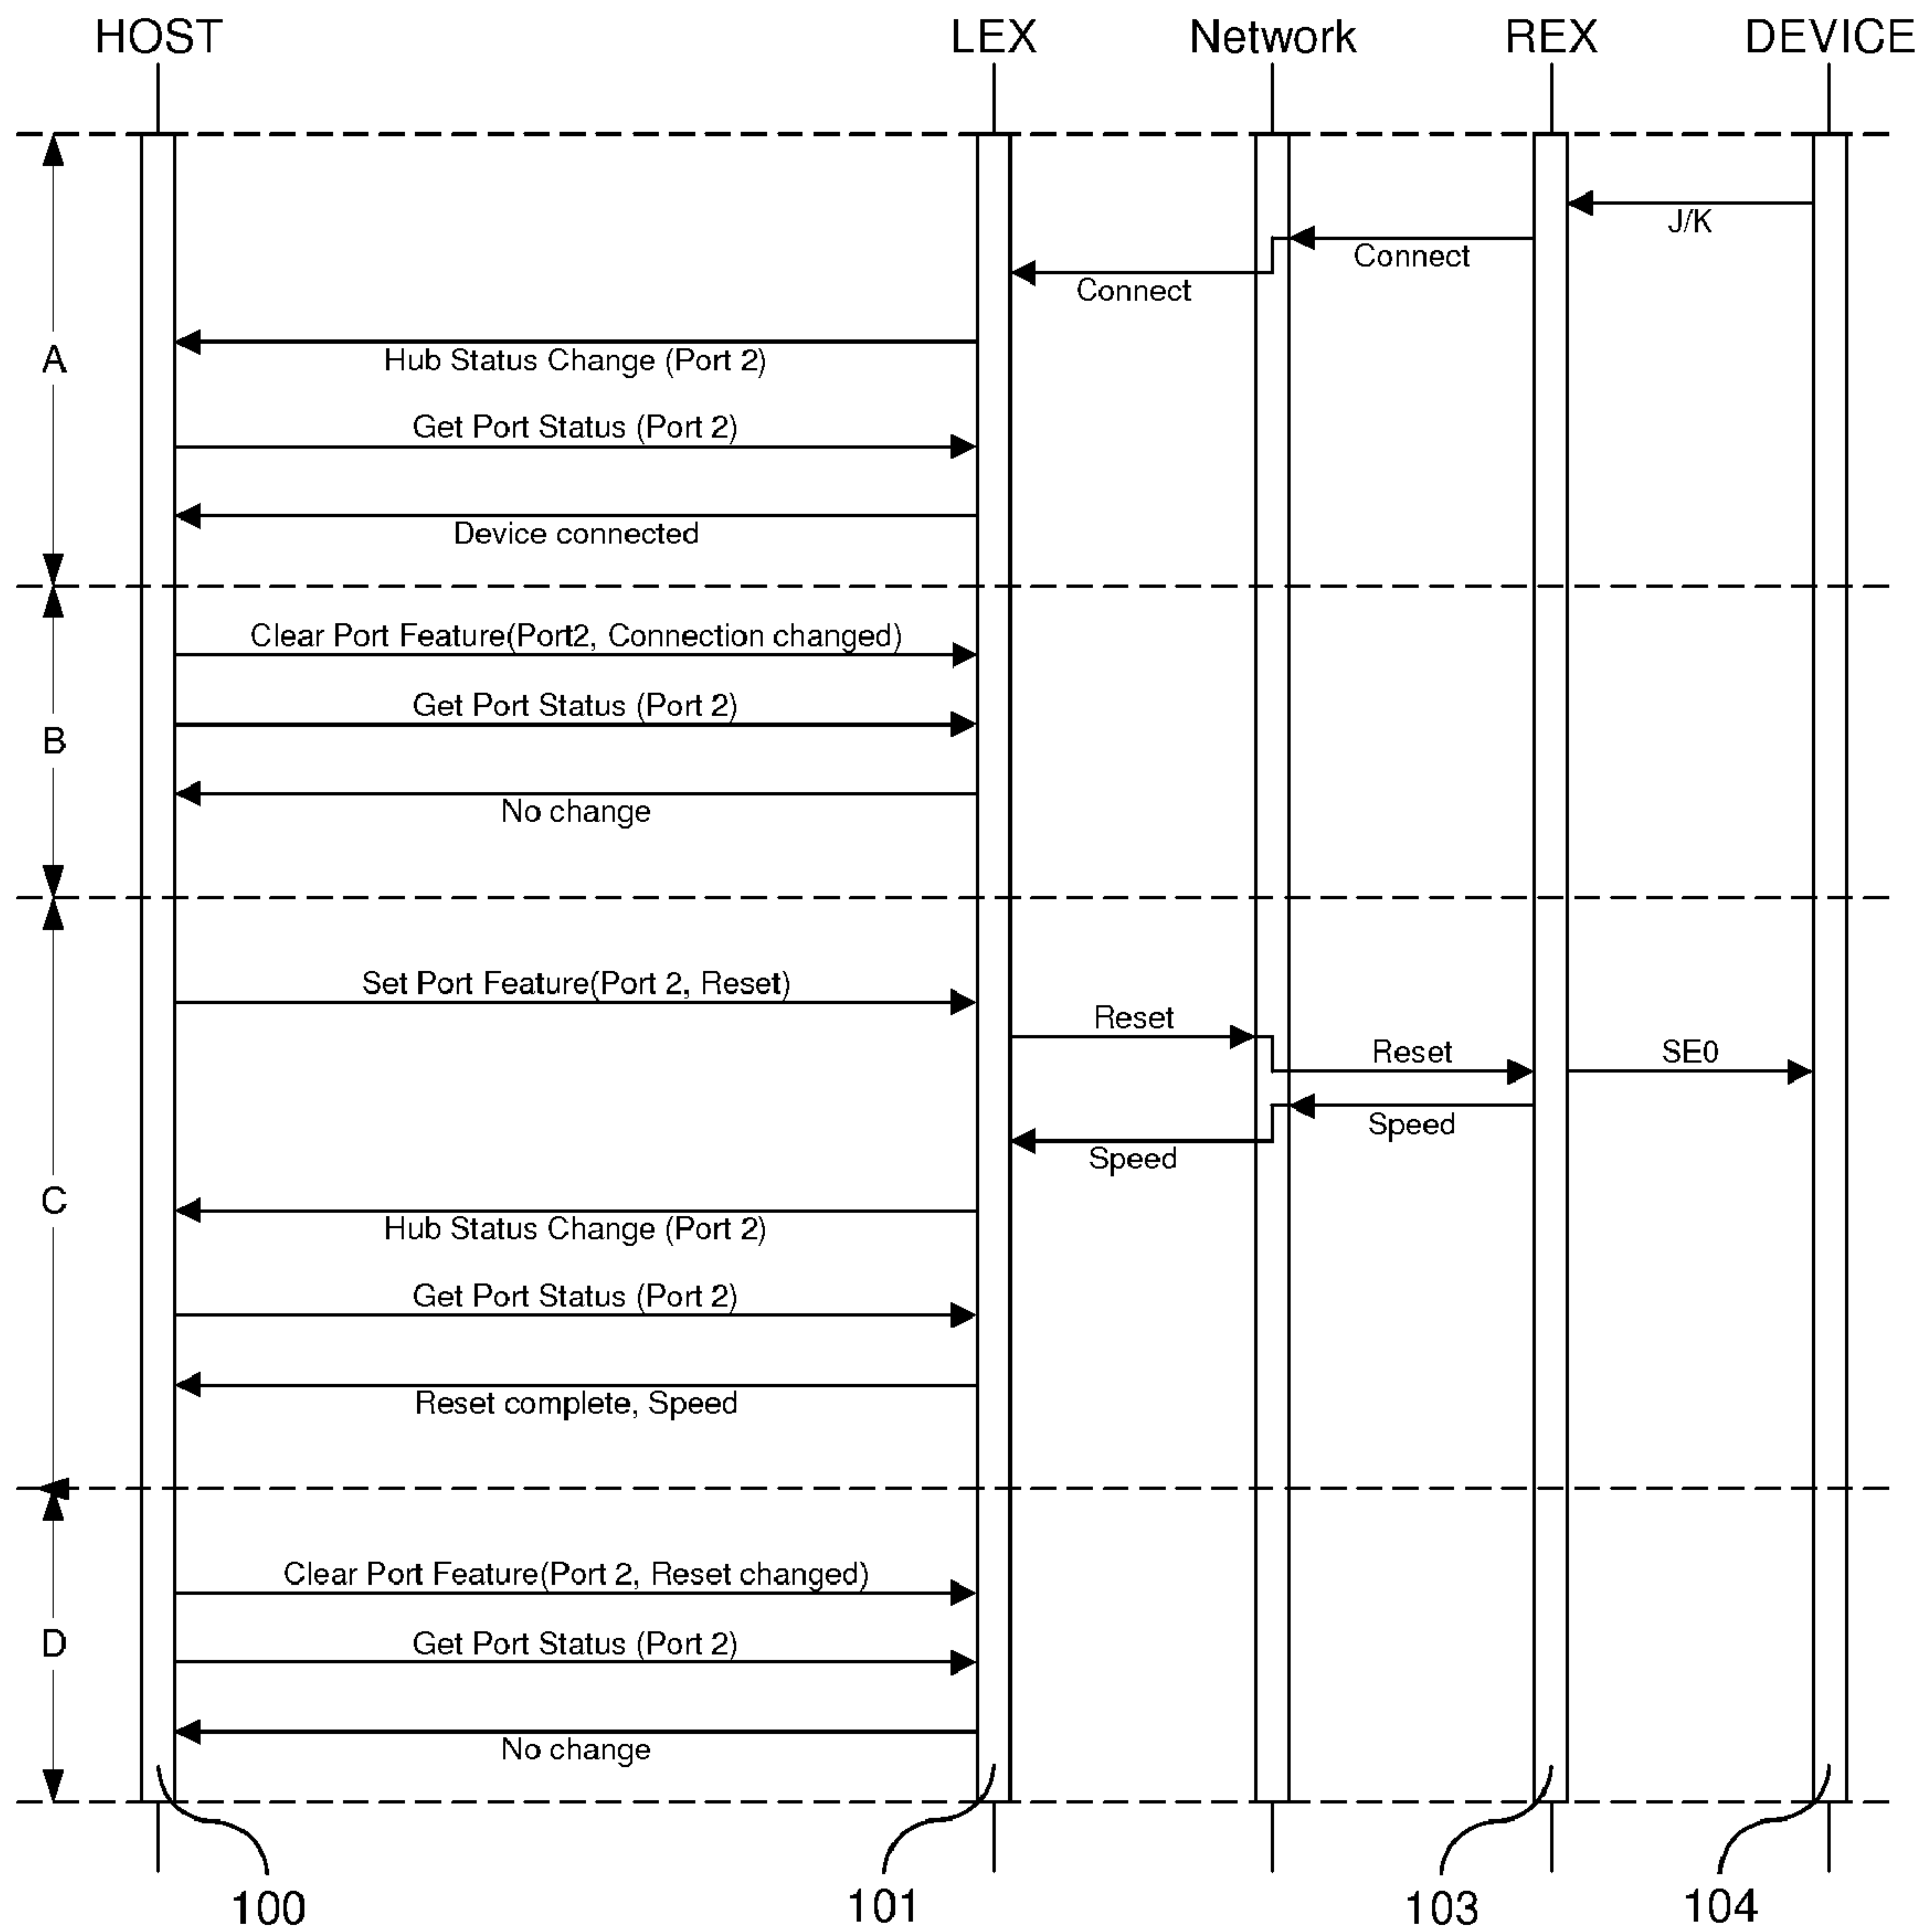 HOST LEX Network REX DEVICE
J/K
Connect
Connect
A
Hub Status Change (Port 2)
Get Port Status (Port 2)
Device connected
Clear Port Feature(Port2, Connection changed)
Get Port Status (Port 2)
B
No change
Set Port Feature(Port 2, Reset)
Reset
Reset SE0
Speed
Speed
C
Hub Status Change (Port 2)
Get Port Status (Port 2)
Reset complete, Speed
Clear Port Feature(Port 2, Reset changed)
Get Port Status (Port 2)
D
No change
100 101 103 104